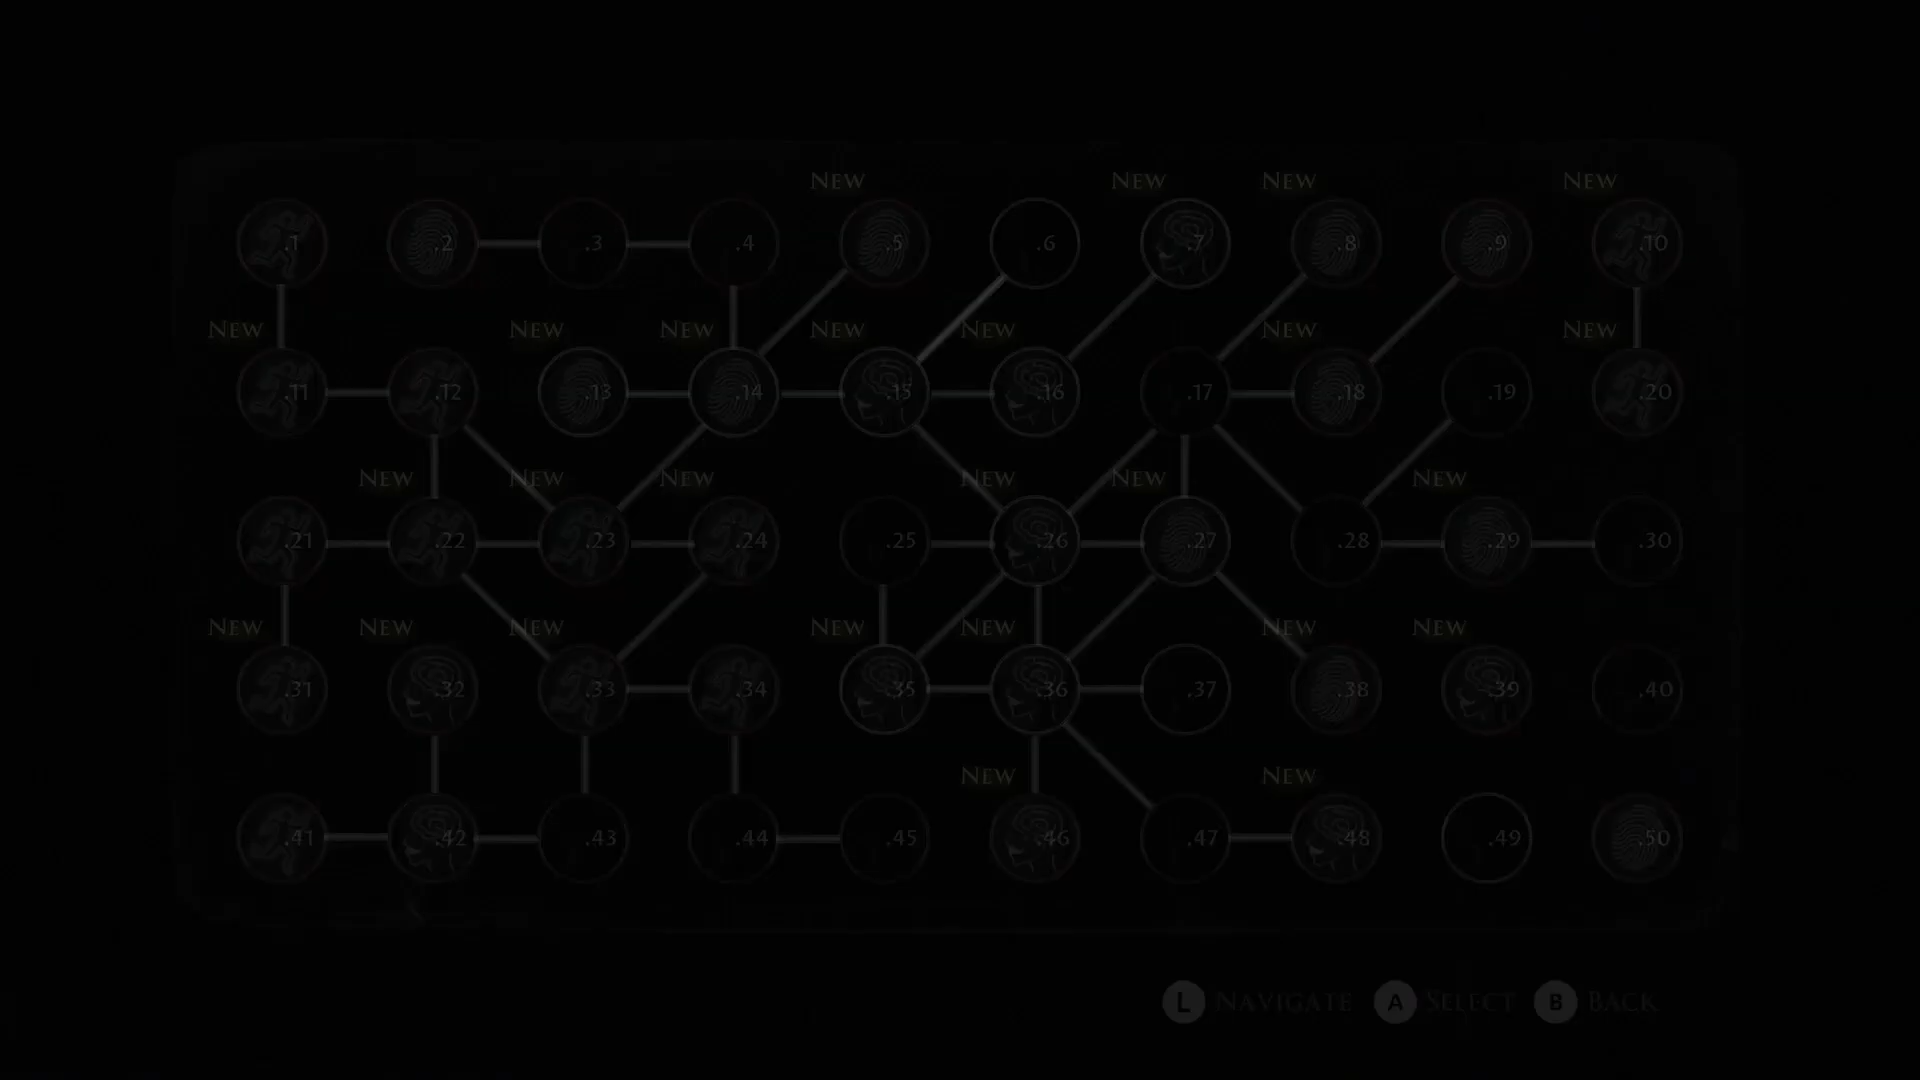 New New New New
.1 .2 .3 .4 .5 .6 .7 .8 .9 .10
New New New New New New New
.11 .12 .13 .14 .15 .16 .17 .18 .19 .20
New New New New New New
.21 .22 .23 .24 .25 .26 .27 .28 .29 .30
New New New New New New New
.31 .32 .33 .34 .35 .36 .37 .38 .39 .40
New New
.41 .42 .43 .44 .45 .46 .47 .48 .49 .50
L Navigate A Select B Back